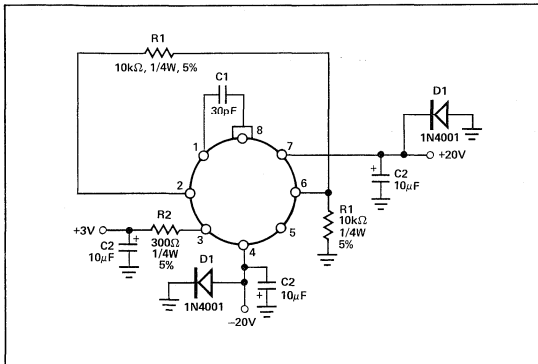 R1
10kΩ, 1/4W, 5%
C1
30pF
D1
1N4001
8
1
7
+20V
C2
10μF
+
2
6
R1
10kΩ
1/4W
5%
+3V
R2
300Ω
1/4W
5%
C2
10μF
+
3
5
4
D1
1N4001
C2
10μF
+
−20V